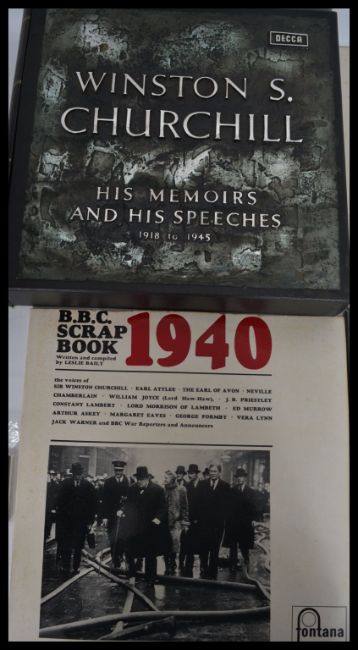 DECCA
WINSTON S.
CHURCHILL
HIS MEMOIRS
AND HIS SPEECHES
1918 to 1945
B.B.C.
SCRAP
BOOK
1940
Written and compiled
by LESLIE BAILY
the voices of
SIR WINSTON CHURCHILL · EARL ATTLEE · THE EARL OF AVON · NEVILLE
CHAMBERLAIN · WILLIAM JOYCE (Lord Haw-Haw), · J. B. PRIESTLEY
CONSTANT LAMBERT · LORD MORRISON OF LAMBETH · ED MURROW
ARTHUR ASKEY · MARGARET EAVES · GEORGE FORMBY · VERA LYNN
JACK WARNER and BBC War Reporters and Announcers
fontana